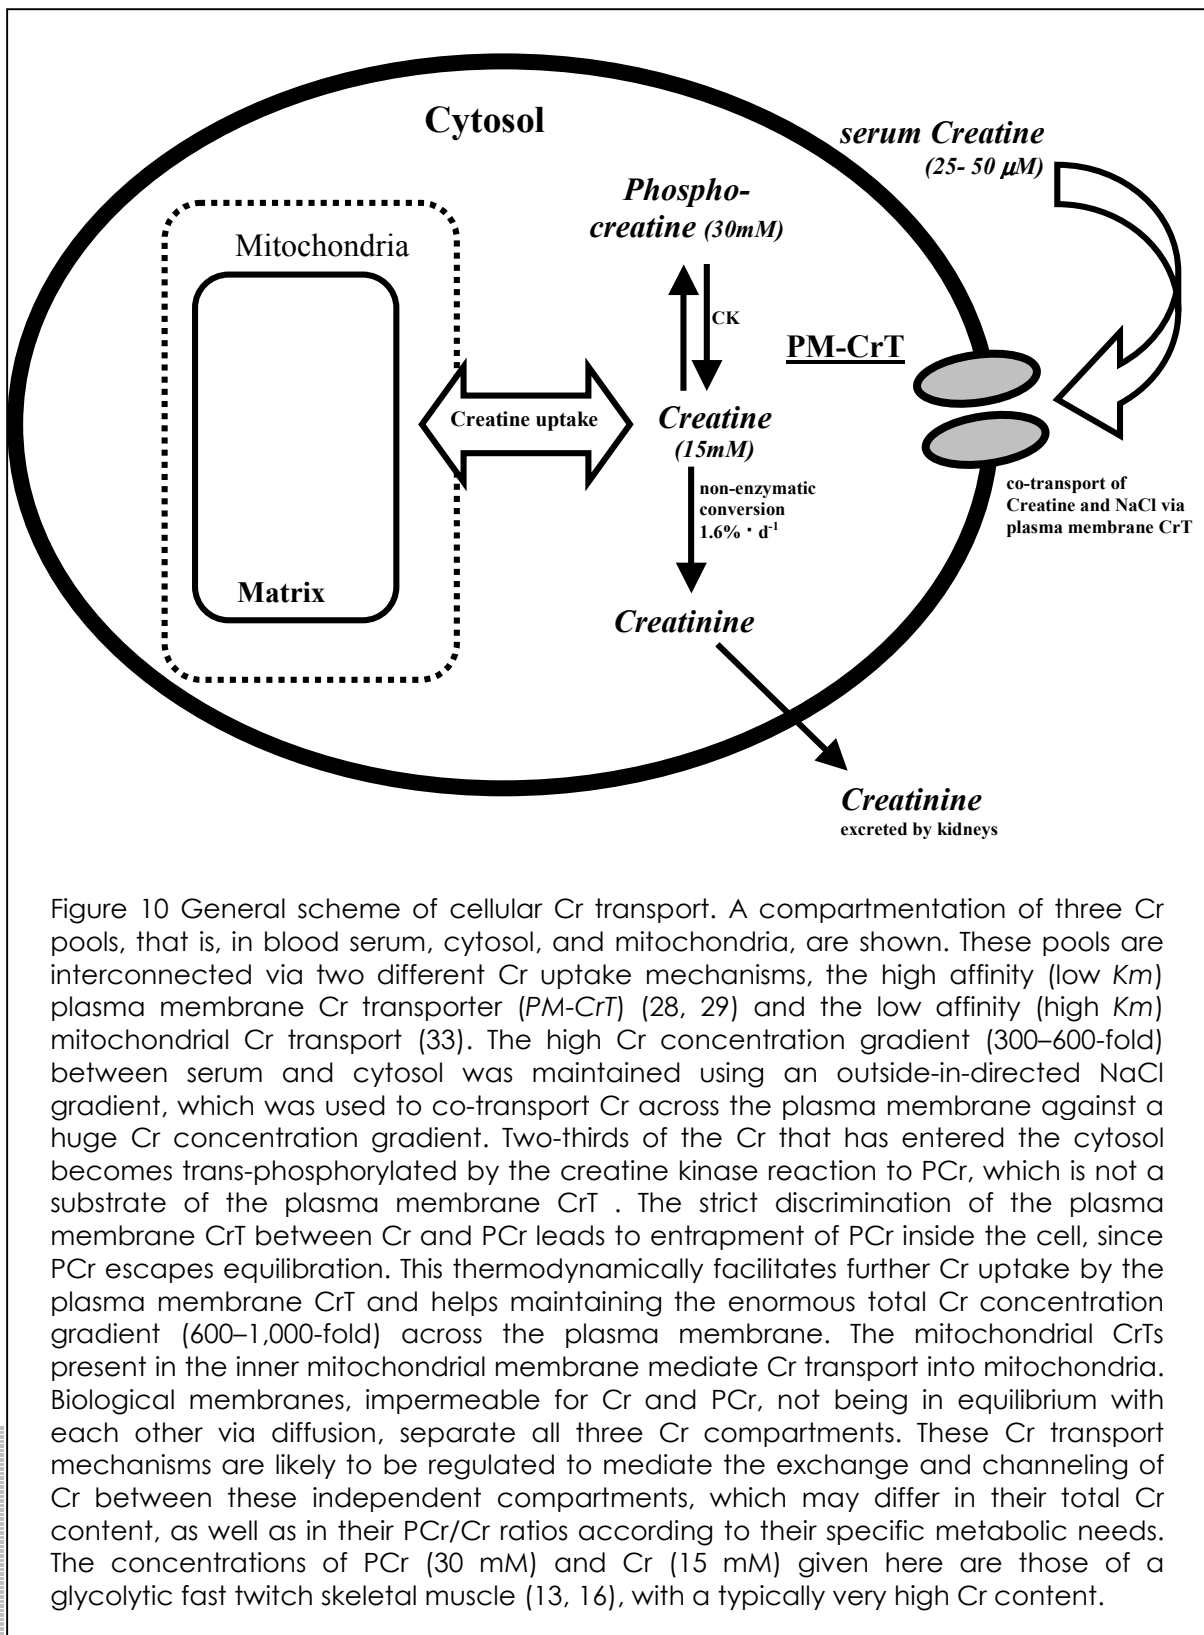 Cytosol
serum Creatine
(25- 50 µM)
Phospho-
creatine (30mM)
Mitochondria
CK
PM-CrT
Creatine uptake
Creatine
(15mM)
non-enzymatic
conversion
1.6% · d⁻¹
co-transport of
Creatine and NaCl via
plasma membrane CrT
Matrix
Creatinine
Creatinine
excreted by kidneys
Figure 10 General scheme of cellular Cr transport. A compartmentation of three Cr
pools, that is, in blood serum, cytosol, and mitochondria, are shown. These pools are
interconnected via two different Cr uptake mechanisms, the high affinity (low Km)
plasma membrane Cr transporter (PM-CrT) (28, 29) and the low affinity (high Km)
mitochondrial Cr transport (33). The high Cr concentration gradient (300–600-fold)
between serum and cytosol was maintained using an outside-in-directed NaCl
gradient, which was used to co-transport Cr across the plasma membrane against a
huge Cr concentration gradient. Two-thirds of the Cr that has entered the cytosol
becomes trans-phosphorylated by the creatine kinase reaction to PCr, which is not a
substrate of the plasma membrane CrT . The strict discrimination of the plasma
membrane CrT between Cr and PCr leads to entrapment of PCr inside the cell, since
PCr escapes equilibration. This thermodynamically facilitates further Cr uptake by the
plasma membrane CrT and helps maintaining the enormous total Cr concentration
gradient (600–1,000-fold) across the plasma membrane. The mitochondrial CrTs
present in the inner mitochondrial membrane mediate Cr transport into mitochondria.
Biological membranes, impermeable for Cr and PCr, not being in equilibrium with
each other via diffusion, separate all three Cr compartments. These Cr transport
mechanisms are likely to be regulated to mediate the exchange and channeling of
Cr between these independent compartments, which may differ in their total Cr
content, as well as in their PCr/Cr ratios according to their specific metabolic needs.
The concentrations of PCr (30 mM) and Cr (15 mM) given here are those of a
glycolytic fast twitch skeletal muscle (13, 16), with a typically very high Cr content.